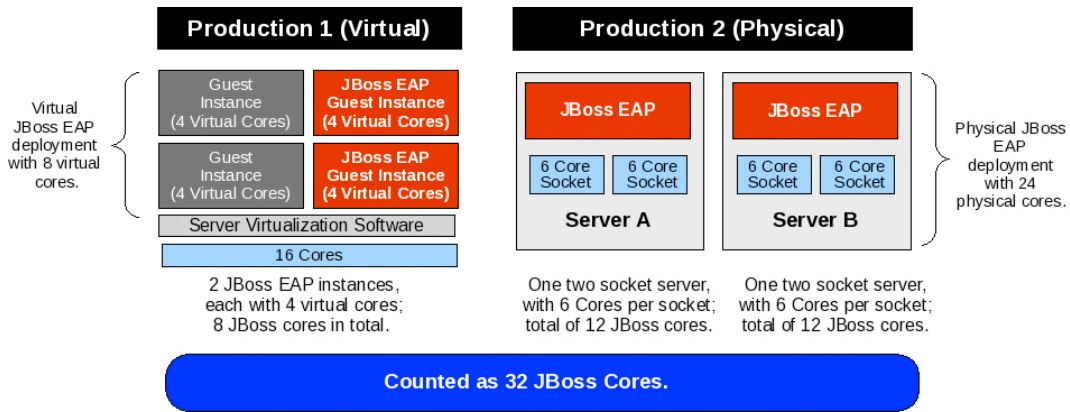 Production 1 (Virtual)
Production 2 (Physical)
Virtual
JBoss EAP
deployment
with 8 virtual
cores.
Guest
Instance
(4 Virtual Cores)
JBoss EAP
Guest Instance
(4 Virtual Cores)
Guest
Instance
(4 Virtual Cores)
JBoss EAP
Guest Instance
(4 Virtual Cores)
Server Virtualization Software
16 Cores
2 JBoss EAP instances,
each with 4 virtual cores;
8 JBoss cores in total.
JBoss EAP
6 Core
Socket
6 Core
Socket
Server A
One two socket server,
with 6 Cores per socket;
total of 12 JBoss cores.
JBoss EAP
6 Core
Socket
6 Core
Socket
Server B
One two socket server,
with 6 Cores per socket;
total of 12 JBoss cores.
Physical JBoss
EAP
deployment
with 24
physical cores.
Counted as 32 JBoss Cores.